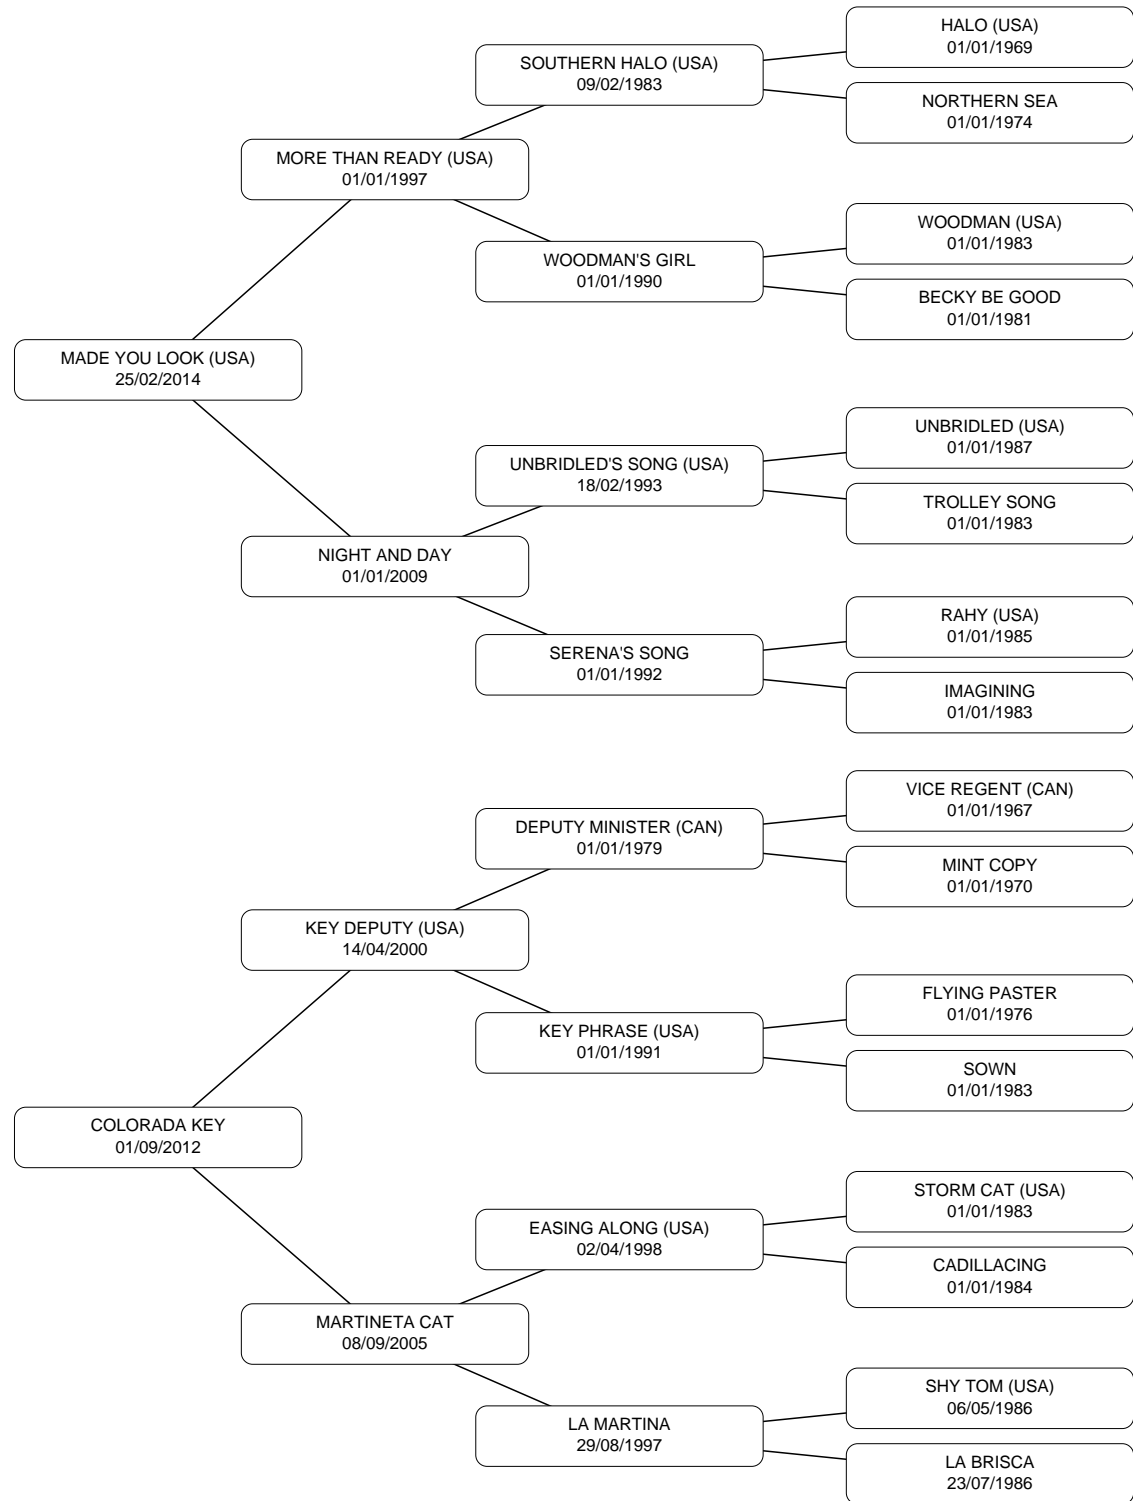 HALO (USA)
01/01/1969
SOUTHERN HALO (USA)
09/02/1983
NORTHERN SEA
01/01/1974
MORE THAN READY (USA)
01/01/1997
WOODMAN (USA)
01/01/1983
WOODMAN'S GIRL
01/01/1990
BECKY BE GOOD
01/01/1981
MADE YOU LOOK (USA)
25/02/2014
UNBRIDLED (USA)
01/01/1987
UNBRIDLED'S SONG (USA)
18/02/1993
TROLLEY SONG
01/01/1983
NIGHT AND DAY
01/01/2009
RAHY (USA)
01/01/1985
SERENA'S SONG
01/01/1992
IMAGINING
01/01/1983
VICE REGENT (CAN)
01/01/1967
DEPUTY MINISTER (CAN)
01/01/1979
MINT COPY
01/01/1970
KEY DEPUTY (USA)
14/04/2000
FLYING PASTER
01/01/1976
KEY PHRASE (USA)
01/01/1991
SOWN
01/01/1983
COLORADA KEY
01/09/2012
STORM CAT (USA)
01/01/1983
EASING ALONG (USA)
02/04/1998
CADILLACING
01/01/1984
MARTINETA CAT
08/09/2005
SHY TOM (USA)
06/05/1986
LA MARTINA
29/08/1997
LA BRISCA
23/07/1986